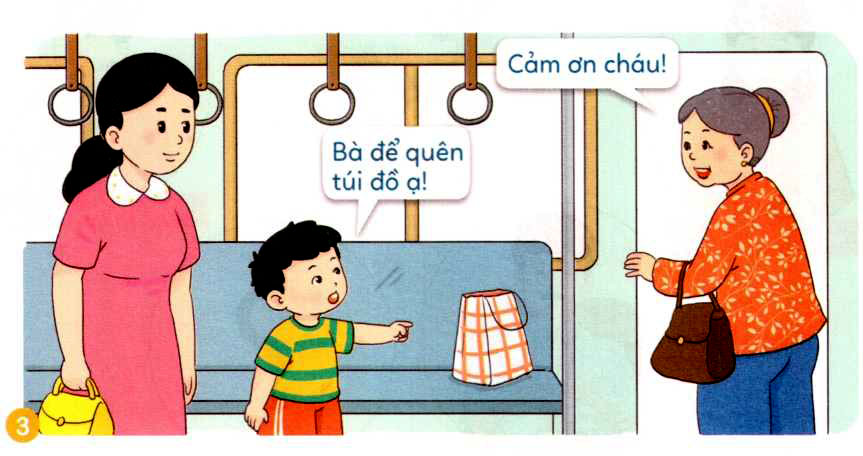 Cảm ơn cháu!
Bà để quên
túi đồ ạ!
3